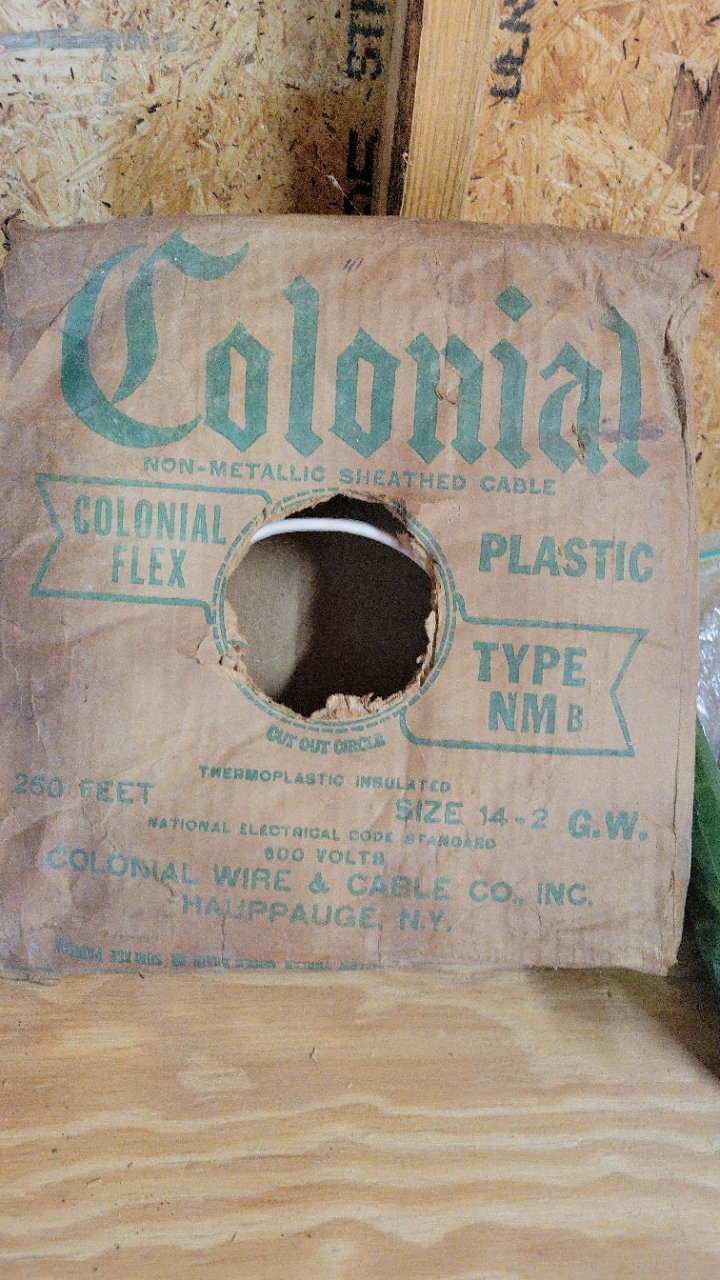 Colonial
NON-METALLIC SHEATHED CABLE
COLONIAL
FLEX
PLASTIC
TYPE
NM B
CUT OUT CIRCLE
THERMOPLASTIC INSULATED
250 FEET
SIZE 14-2 G.W.
NATIONAL ELECTRICAL CODE STANDARD
600 VOLTS
COLONIAL WIRE & CABLE CO., INC.
HAUPPAUGE, N.Y.